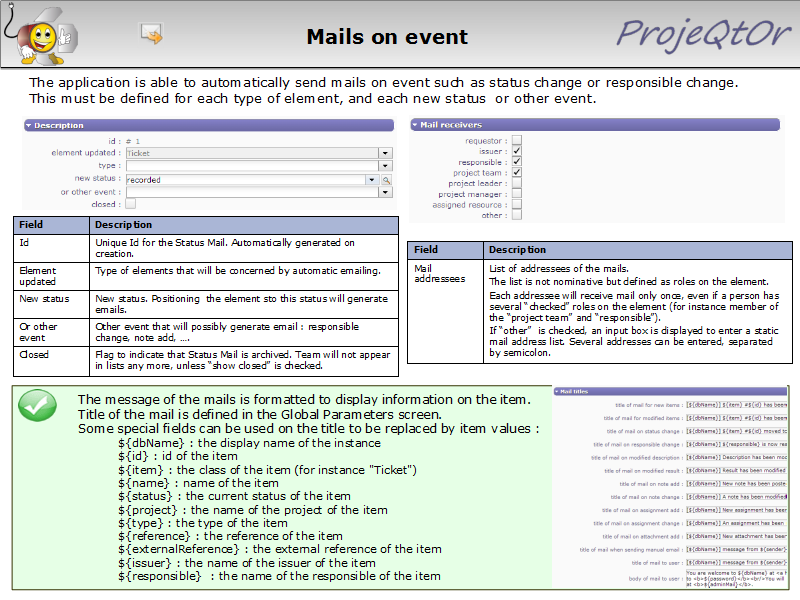 Mails on event
ProjeQtOr
The application is able to automatically send mails on event such as status change or responsible change.
This must be defined for each type of element, and each new status or other event.
Description
id : # 1
element updated : Ticket
type :
new status : recorded
or other event :
closed :
Mail receivers
requestor :
issuer :
responsible :
project team :
project leader :
project manager :
assigned resource :
other :
Field Description
Id Unique Id for the Status Mail. Automatically generated on
creation.
Element Type of elements that will be concerned by automatic emailing.
updated
New status New status. Positioning the element sto this status will generate
emails.
Or other Other event that will possibly generate email : responsible
event change, note add, ....
Closed Flag to indicate that Status Mail is archived. Team will not appear
in lists any more, unless “show closed” is checked.
Field Description
Mail List of addressees of the mails.
addressees The list is not nominative but defined as roles on the element.
Each addressee will receive mail only once, even if a person has
several “checked” roles on the element (for instance member of
the “project team” and “responsible”).
If “other” is checked, an input box is displayed to enter a static
mail address list. Several addresses can be entered, separated
by semicolon.
The message of the mails is formatted to display information on the item.
Title of the mail is defined in the Global Parameters screen.
Some special fields can be used on the title to be replaced by item values :
${dbName} : the display name of the instance
${id} : id of the item
${item} : the class of the item (for instance "Ticket")
${name} : name of the item
${status} : the current status of the item
${project} : the name of the project of the item
${type} : the type of the item
${reference} : the reference of the item
${externalReference} : the external reference of the item
${issuer} : the name of the issuer of the item
${responsible} : the name of the responsible of the item
Mail titles
title of mail for new items : [${dbName}] ${item} #${id} has been
title of mail for modified items : [${dbName}] ${item} #${id} has been
title of mail on status change : [${dbName}] ${item} #${id} moved to
title of mail on responsible change : [${dbName}] ${responsible} is now res
title of mail on modified description : [${dbName}] Description has been mod
title of mail on modified result : [${dbName}] Result has been modified
title of mail on note add : [${dbName}] New note has been poste
title of mail on note change : [${dbName}] A note has been modified
title of mail on assignment add : [${dbName}] New assignment has been
title of mail on assignment change : [${dbName}] An assignment has been
title of mail on attachment add : [${dbName}] New attachment has been
title of mail when sending manual email : [${dbName}] message from ${sender}
title of mail to user : [${dbName}] message from ${sender}
body of mail to user : You are welcome to ${dbName} at <a h
to <b>${password}</b><br/>You will
at <b>${adminMail}</b>.